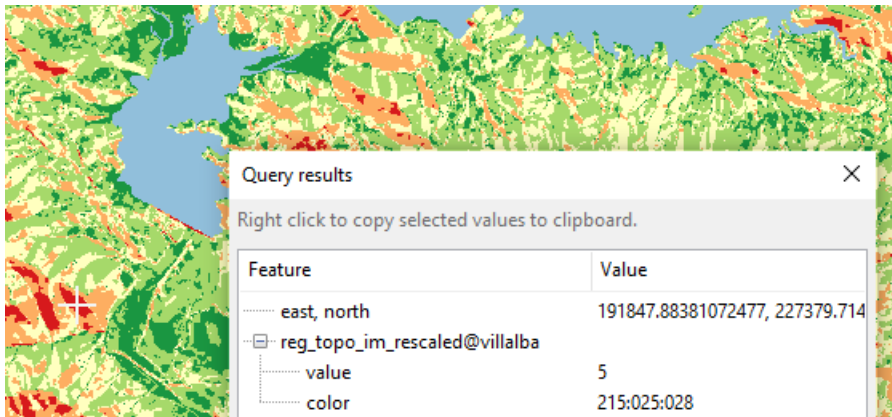 Query results
Right click to copy selected values to clipboard.
Feature Value
east, north 191847.88381072477, 227379.714
reg_topo_im_rescaled@villalba
value 5
color 215:025:028